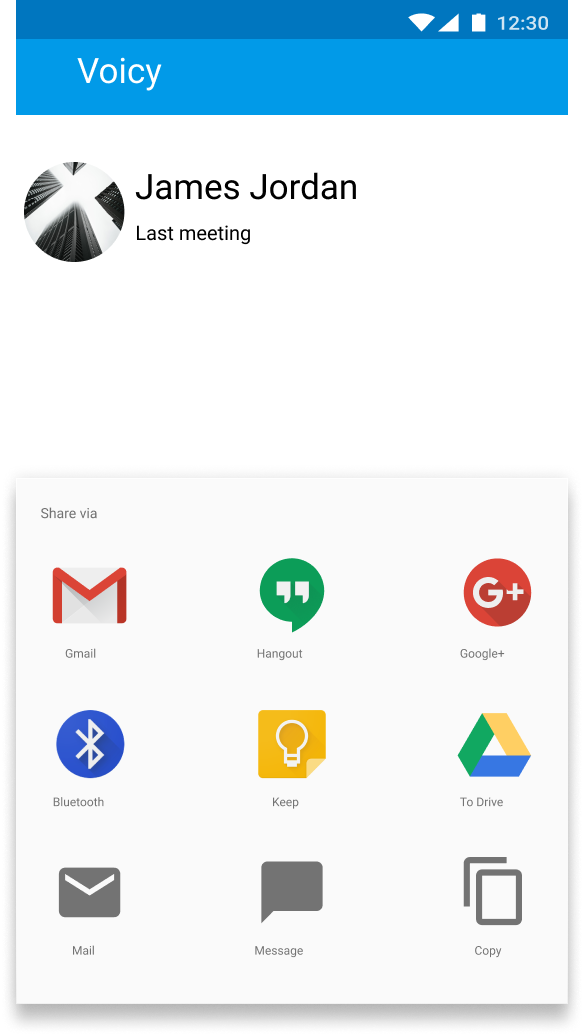 12:30
Voicy
James Jordan
Last meeting
Share via
G+
Gmail
Hangout
Google+
Bluetooth
Keep
To Drive
Mail
Message
Copy